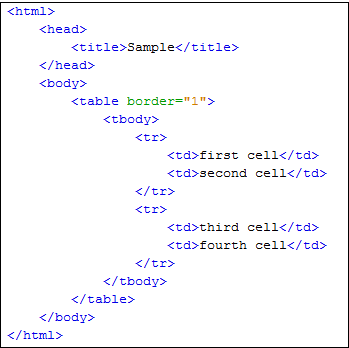 <html>
    <head>
        <title>Sample</title>
    </head>
    <body>
        <table border="1">
            <tbody>
                <tr>
                    <td>first cell</td>
                    <td>second cell</td>
                </tr>
                <tr>
                    <td>third cell</td>
                    <td>fourth cell</td>
                </tr>
            </tbody>
        </table>
    </body>
</html>